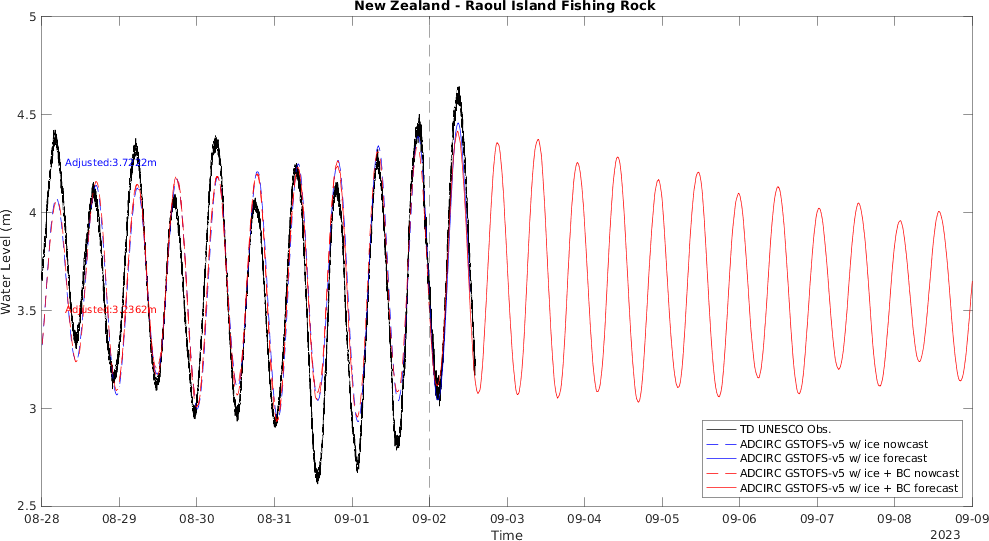 New Zealand - Raoul Island Fishing Rock
5
4.5
4
3.5
3
2.5
Water Level (m)
Adjusted:3.7222m
Adjusted:3.2362m
TD UNESCO Obs.
ADCIRC GSTOFS-v5 w/ ice nowcast
ADCIRC GSTOFS-v5 w/ ice forecast
ADCIRC GSTOFS-v5 w/ ice + BC nowcast
ADCIRC GSTOFS-v5 w/ ice + BC forecast
08-28 08-29 08-30 08-31 09-01 09-02 09-03 09-04 09-05 09-06 09-07 09-08 09-09
Time
2023